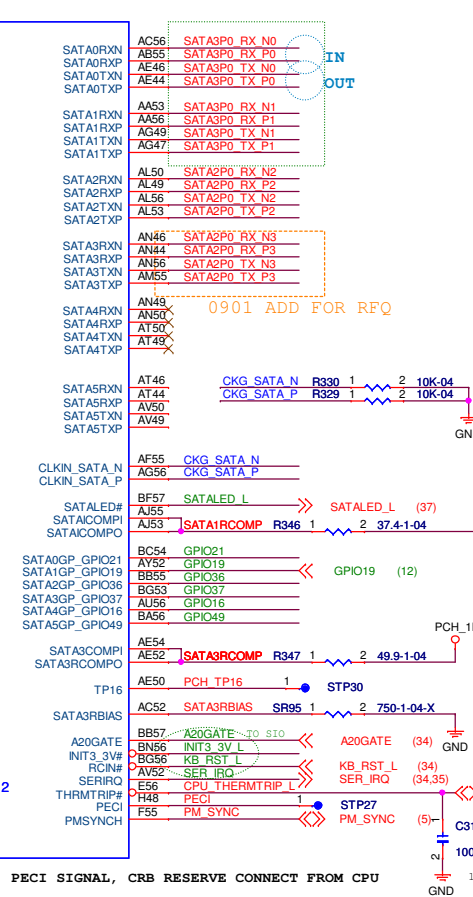 SATA0RXN AC56 SATA3P0_RX_N0
SATA0RXP AB55 SATA3P0_RX_P0 IN
SATA0TXN AE46 SATA3P0_TX_N0
SATA0TXP AE44 SATA3P0_TX_P0 OUT
SATA1RXN AA53 SATA3P0_RX_N1
SATA1RXP AA56 SATA3P0_RX_P1
SATA1TXN AG49 SATA3P0_TX_N1
SATA1TXP AG47 SATA3P0_TX_P1
SATA2RXN AL50 SATA2P0_RX_N2
SATA2RXP AL49 SATA2P0_RX_P2
SATA2TXN AL56 SATA2P0_TX_N2
SATA2TXP AL53 SATA2P0_TX_P2
SATA3RXN AN46 SATA2P0_RX_N3
SATA3RXP AN44 SATA2P0_RX_P3
SATA3TXN AN56 SATA2P0_TX_N3
SATA3TXP AM55 SATA2P0_TX_P3
SATA4RXN AN49 0901 ADD FOR RFQ
SATA4RXP AN50
SATA4TXN AT50
SATA4TXP AT49
SATA5RXN AT46 CKG_SATA_N R330 1 2 10K-04
SATA5RXP AT44 CKG_SATA_P R329 1 2 10K-04
SATA5TXN AV50
SATA5TXP AV49 GN
CLKIN_SATA_N AF55 CKG_SATA_N
CLKIN_SATA_P AG56 CKG_SATA_P
SATALED# BF57 SATALED_L SATALED_L (37)
SATAICOMPI AJ55
SATAICOMPO AJ53 SATA1RCOMP R346 1 2 37.4-1-04
SATA0GP_GPIO21 BC54 GPIO21
SATA1GP_GPIO19 AY52 GPIO19 GPIO19 (12)
SATA2GP_GPIO36 BB55 GPIO36
SATA3GP_GPIO37 BG53 GPIO37
SATA4GP_GPIO16 AU56 GPIO16
SATA5GP_GPIO49 BA56 GPIO49
SATA3COMPI AE54 PCH_1
SATA3RCOMPO AE52 SATA3RCOMP R347 1 2 49.9-1-04
TP16 AE50 PCH_TP16 1 STP30
SATA3RBIAS AC52 SATA3RBIAS SR95 1 2 750-1-04-X
GND
A20GATE BB57 A20GATE TO SIO A20GATE (34)
INIT3_3V# BN56 INIT3_3V_L
RCIN# BG56 KB_RST_L KB_RST_L (34)
SERIRQ AV52 SER_IRQ SER_IRQ (34,35)
THRMTRIP# E56 CPU_THERMTRIP_L
2 PECI H48 PECI 1 STP27
PMSYNCH F55 PM_SYNC PM_SYNC (5) 1
C31
2 100
PECI SIGNAL, CRB RESERVE CONNECT FROM CPU
GND